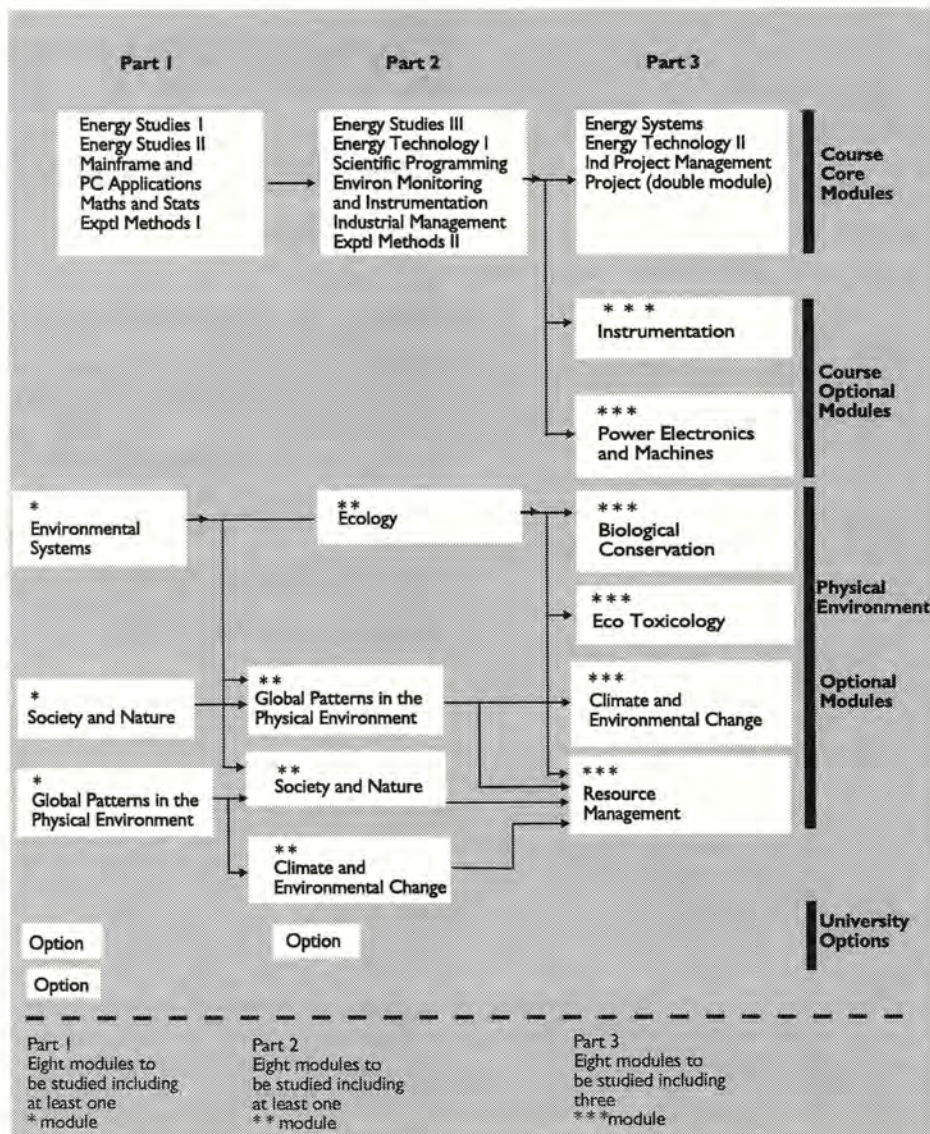 Part 1
Part 2
Part 3
Energy Studies I
Energy Studies II
Mainframe and
PC Applications
Maths and Stats
Exptl Methods I
Energy Studies III
Energy Technology I
Scientific Programming
Environ Monitoring
and Instrumentation
Industrial Management
Exptl Methods II
Energy Systems
Energy Technology II
Ind Project Management
Project (double module)
Course
Core
Modules
* * *
Instrumentation
* * *
Power Electronics
and Machines
Course
Optional
Modules
*
Environmental
Systems
* *
Ecology
* * *
Biological
Conservation
* * *
Eco Toxicology
Physical
Environment
Optional
Modules
*
Society and Nature
* *
Global Patterns in the
Physical Environment
* * *
Climate and
Environmental Change
*
Global Patterns in the
Physical Environment
* *
Society and Nature
* * *
Resource
Management
* *
Climate and
Environmental Change
Option
Option
Option
University
Options
Part 1
Eight modules to
be studied including
at least one
* module
Part 2
Eight modules to
be studied including
at least one
* * module
Part 3
Eight modules to
be studied including
three
* * * module